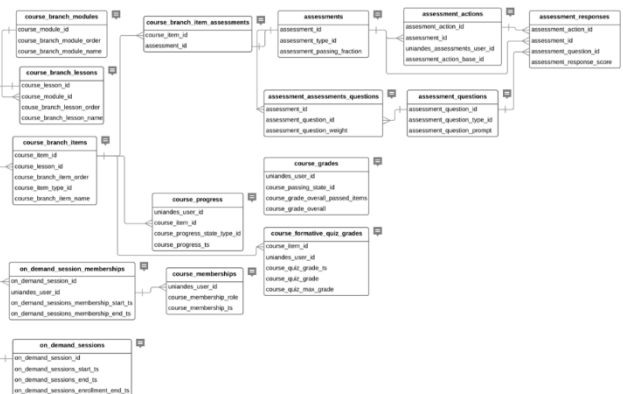 course_branch_modules
course_module_id
course_branch_module_order
course_branch_module_name
course_branch_lessons
course_lesson_id
course_module_id
couse_branch_lesson_order
course_branch_lesson_name
course_branch_items
course_item_id
course_lesson_id
course_branch_item_order
course_item_type_id
course_branch_item_name
on_demand_session_memberships
on_demand_session_id
uniandes_user_id
on_demand_sessions_membership_start_ts
on_demand_sessions_membership_end_ts
on_demand_sessions
on_demand_session_id
on_demand_sessions_start_ts
on_demand_sessions_end_ts
on_demand_sessions_enrollment_end_ts
course_branch_item_assessments
course_item_id
assessment_id
course_progress
uniandes_user_id
course_item_id
course_progress_state_type_id
course_progress_ts
course_memberships
uniandes_user_id
course_membership_role
course_membership_ts
assessments
assessment_id
assessment_type_id
assessment_passing_fraction
assessment_assessments_questions
assessment_id
assessment_question_id
assessment_question_weight
course_grades
uniandes_user_id
course_passing_state_id
course_grade_overall_passed_items
course_grade_overall
course_formative_quiz_grades
course_item_id
uniandes_user_id
course_quiz_grade_ts
course_quiz_grade
course_quiz_max_grade
assessment_actions
assesment_action_id
assessment_id
uniandes_assessments_user_id
assessment_action_base_id
assessment_questions
assessment_question_id
assessment_question_type_id
assessment_question_prompt
assessment_responses
assessment_action_id
assessment_id
assessment_question_id
assessment_response_score